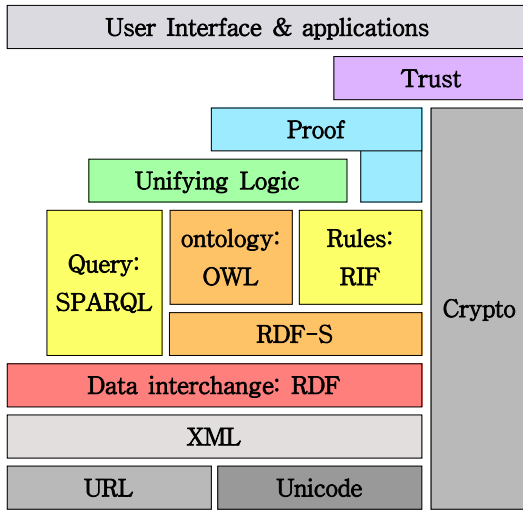 User Interface & applications
Trust
Proof
Unifying Logic
Query:
SPARQL
ontology:
OWL
Rules:
RIF
Crypto
RDF-S
Data interchange: RDF
XML
URL
Unicode